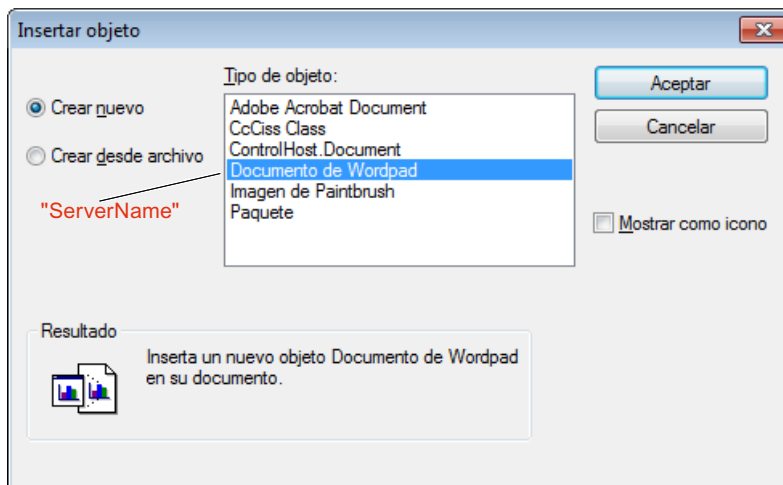 Insertar objeto
Tipo de objeto:
Crear nuevo
Crear desde archivo
Adobe Acrobat Document
CcCiss Class
ControlHost.Document
Documento de Wordpad
Imagen de Paintbrush
Paquete
"ServerName"
Aceptar
Cancelar
Mostrar como icono
Resultado
Inserta un nuevo objeto Documento de Wordpad
en su documento.